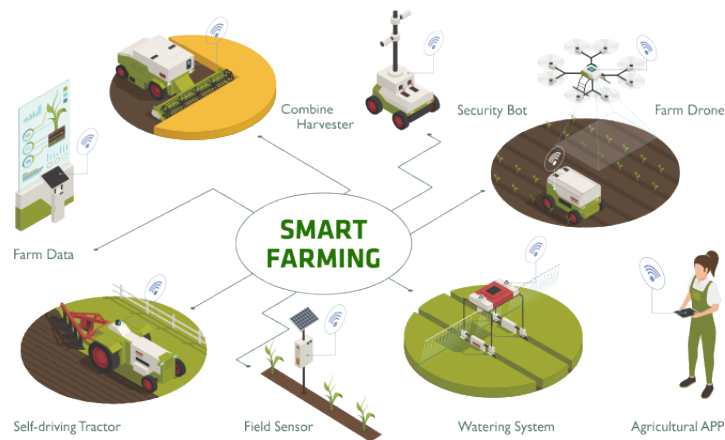 Combine
Harvester
Security Bot
Farm Drone
Farm Data
SMART
FARMING
Self-driving Tractor
Field Sensor
Watering System
Agricultural APP